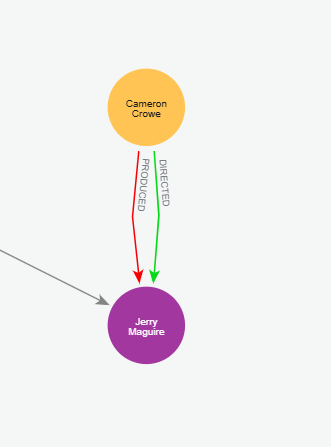 Cameron
Crowe
PRODUCED
DIRECTED
Jerry
Maguire